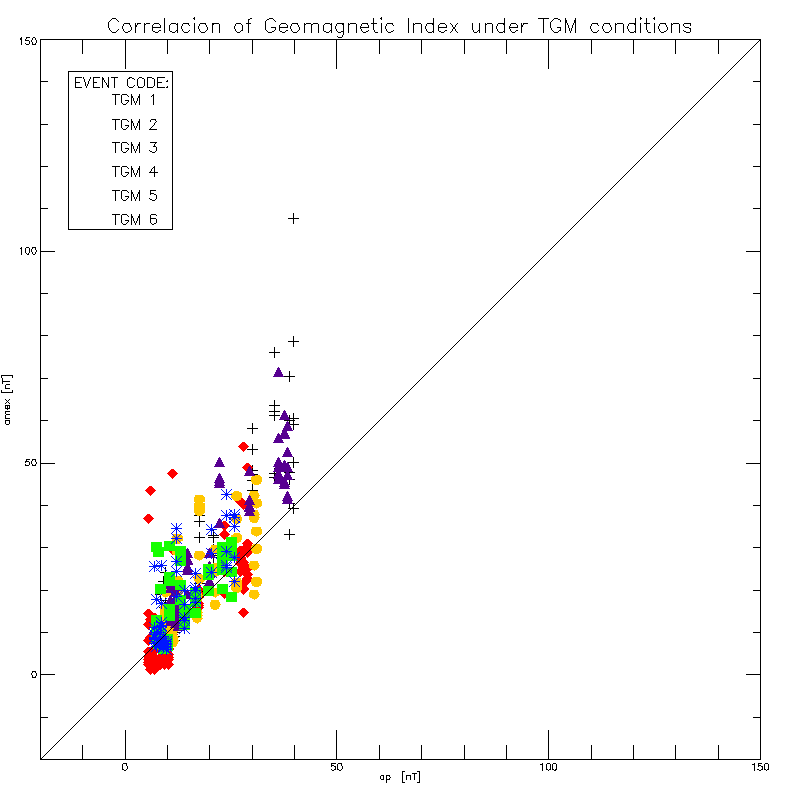 Correlacion of Geomagnetic Index under TGM conditions
150
EVENT CODE:
TGM 1
TGM 2
TGM 3
TGM 4
TGM 5
TGM 6
100
amex [nT]
50
0
0
50
100
150
ap [nT]